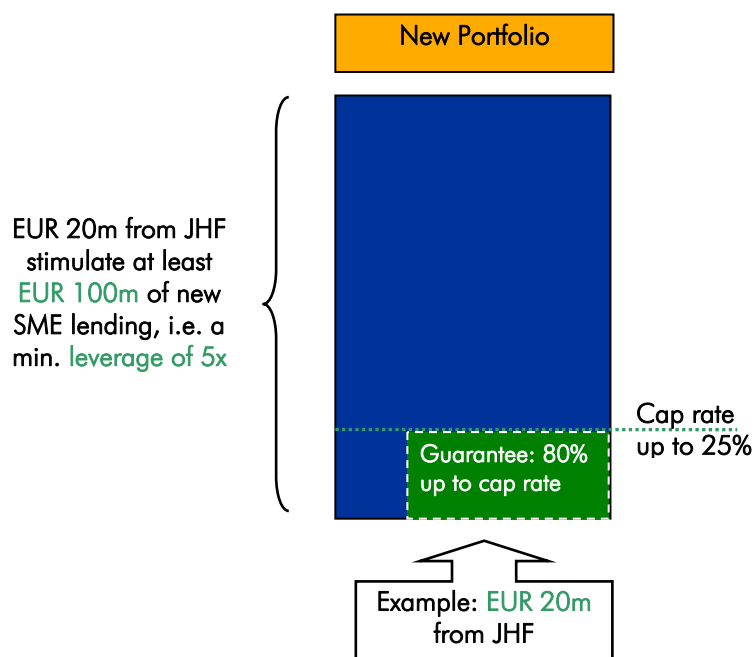 New Portfolio
EUR 20m from JHF
stimulate at least
EUR 100m of new
SME lending, i.e. a
min. leverage of 5x
Cap rate
up to 25%
Guarantee: 80%
up to cap rate
Example: EUR 20m
from JHF